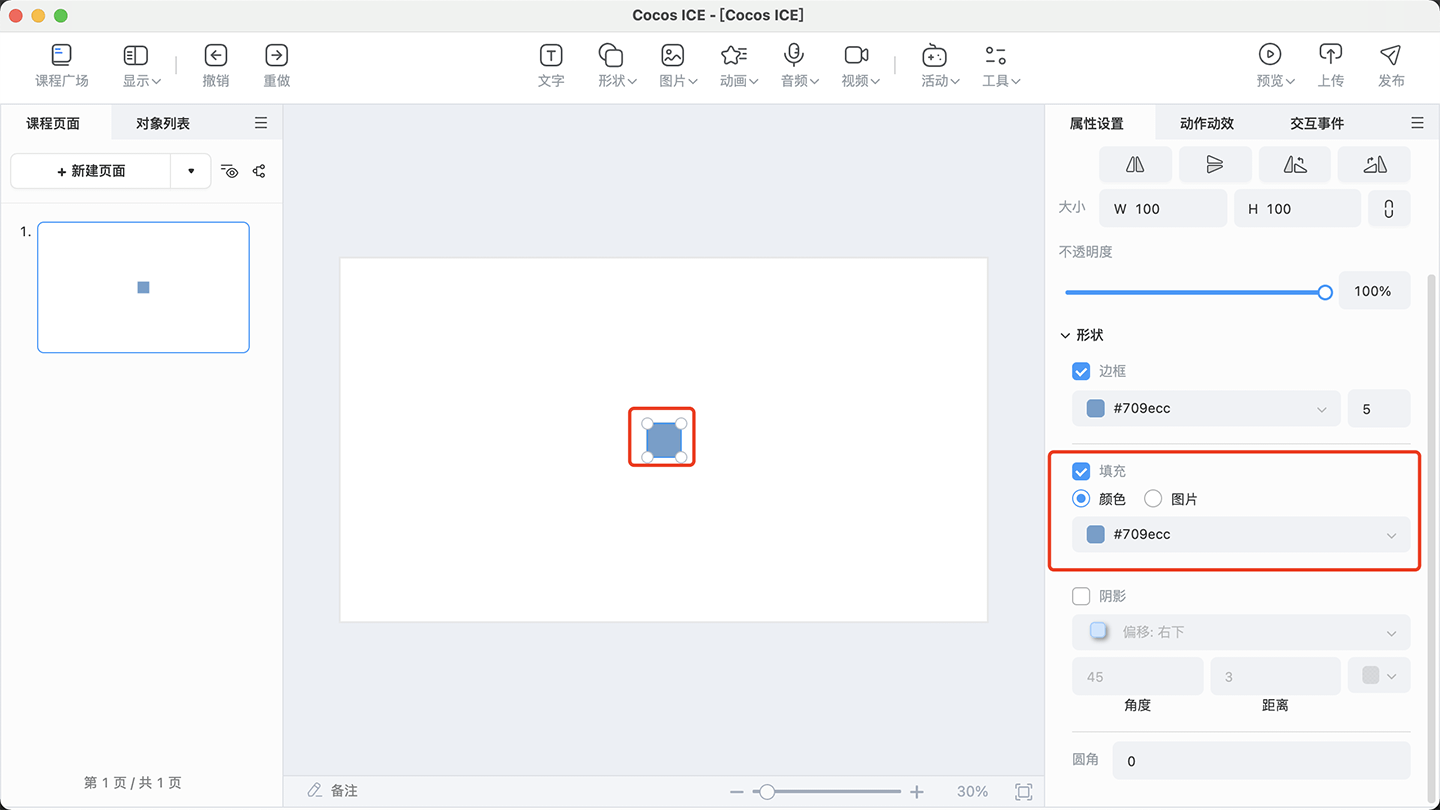 Cocos ICE - [Cocos ICE]
课程广场 显示 撤销 重做 文字 形状 图片 动画 音频 视频 活动 工具 预览 上传 发布
课程页面 对象列表
+ 新建页面
1.
第 1 页 / 共 1 页
备注
30%
属性设置 动作动效 交互事件
大小 W 100 H 100
不透明度
100%
形状
边框
#709ecc 5
填充
颜色 图片
#709ecc
阴影
偏移: 右下
45 3
角度 距离
圆角 0